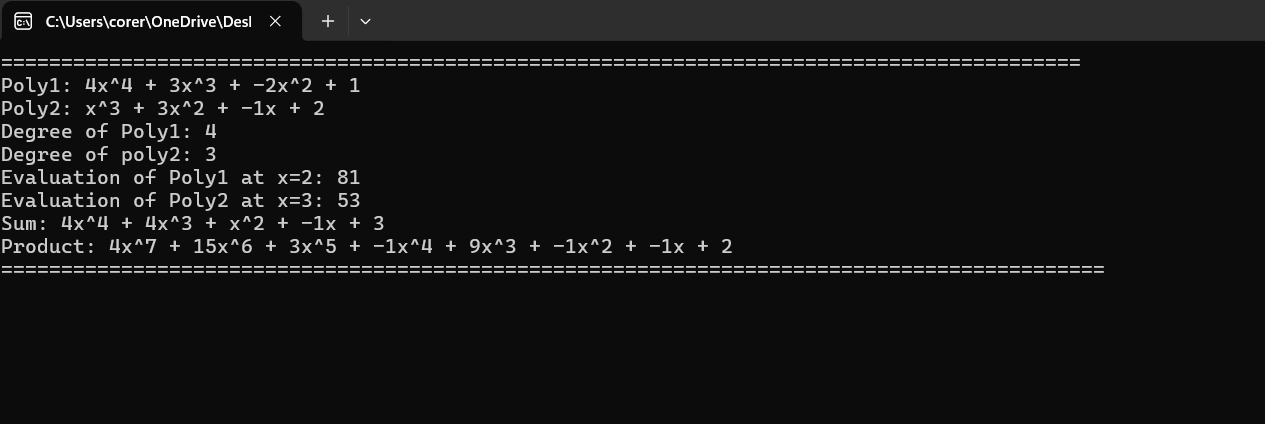 C:\Users\corer\OneDrive\Desl
==========================================================================================
Poly1: 4x^4 + 3x^3 + -2x^2 + 1
Poly2: x^3 + 3x^2 + -1x + 2
Degree of Poly1: 4
Degree of poly2: 3
Evaluation of Poly1 at x=2: 81
Evaluation of Poly2 at x=3: 53
Sum: 4x^4 + 4x^3 + x^2 + -1x + 3
Product: 4x^7 + 15x^6 + 3x^5 + -1x^4 + 9x^3 + -1x^2 + -1x + 2
============================================================================================